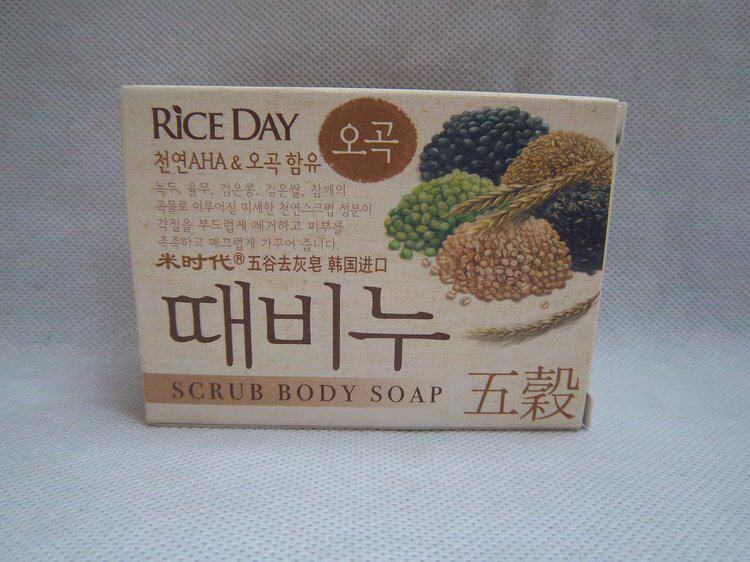 RiCE DAY
오곡
천연AHA & 오곡 함유
녹두, 율무, 검은콩, 검은쌀, 참깨의
곡물로 이루어진 미세한 천연스크럽 성분이
각질을 부드럽게 제거하고 피부를
촉촉하고 매끄럽게 가꾸어 줍니다.
米时代® 五谷去灰皂 韩国进口
때비누
SCRUB BODY SOAP
五穀